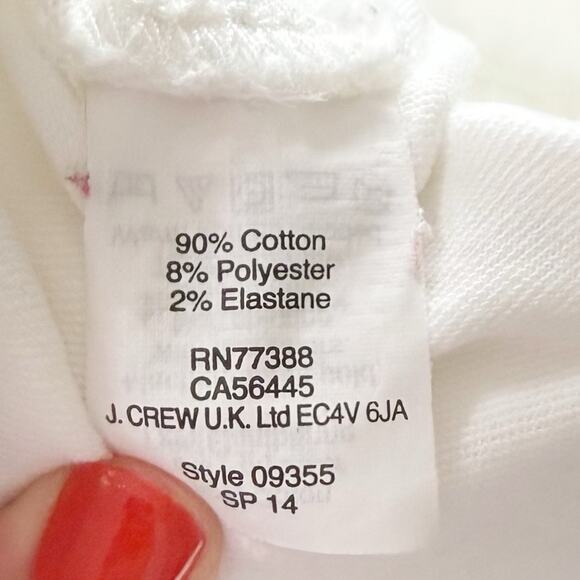 90% Cotton
8% Polyester
2% Elastane
RN77388
CA56445
J. CREW U.K. Ltd EC4V 6JA
Style 09355
SP 14